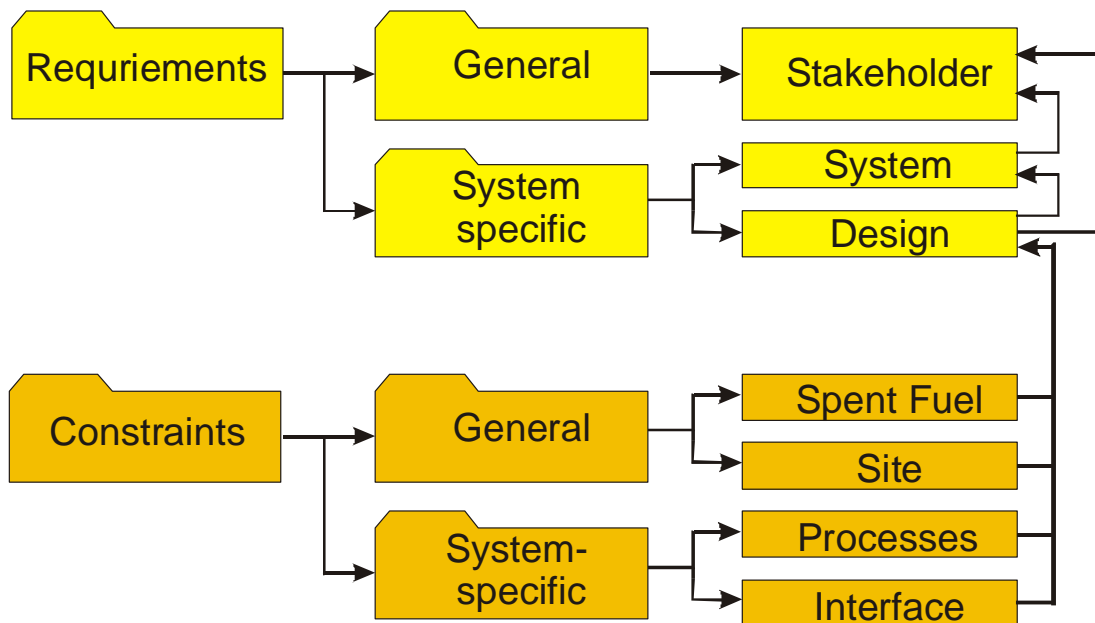 Requriements
General
Stakeholder
System
specific
System
Design
Constraints
General
Spent Fuel
Site
System-
specific
Processes
Interface